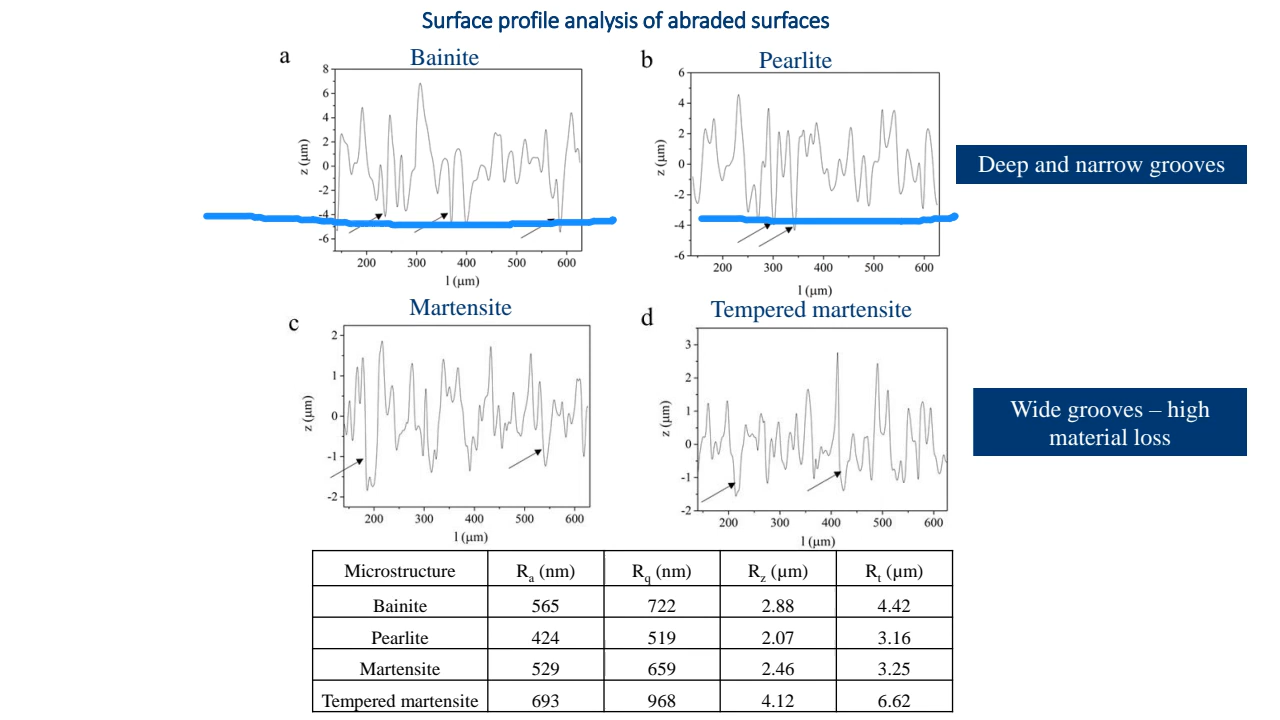 Surface profile analysis of abraded surfaces
a
Bainite
8
6
4
2
0
-2
-4
-6
z (µm)
200 300 400 500 600
l (µm)
b
Pearlite
6
4
2
0
-2
-4
-6
z (µm)
200 300 400 500 600
l (µm)
Deep and narrow grooves
c
Martensite
2
1
0
-1
-2
z (µm)
200 300 400 500 600
l (µm)
d
Tempered martensite
3
2
1
0
-1
-2
z (µm)
200 300 400 500 600
l (µm)
Wide grooves – high
material loss
Microstructure Ra (nm) Rq (nm) Rz (µm) Rt (µm)
Bainite 565 722 2.88 4.42
Pearlite 424 519 2.07 3.16
Martensite 529 659 2.46 3.25
Tempered martensite 693 968 4.12 6.62